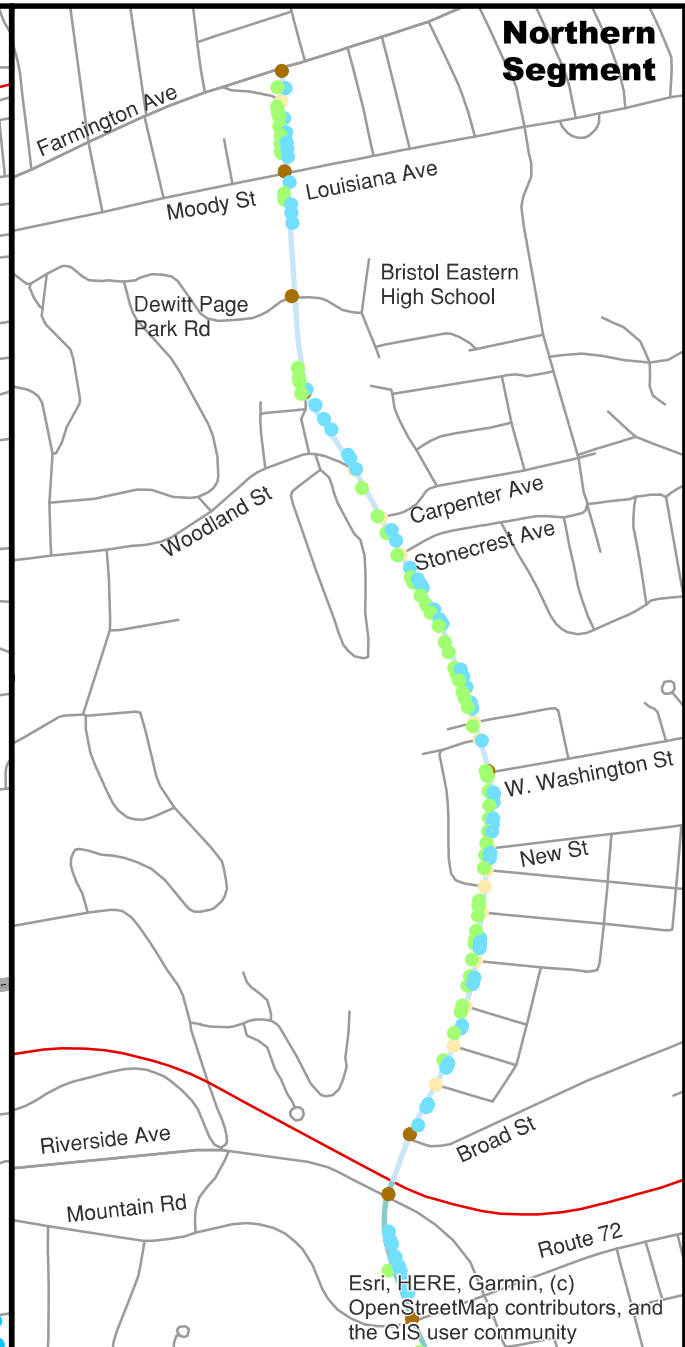 Northern
Segment
Farmington Ave
Louisiana Ave
Moody St
Bristol Eastern
High School
Dewitt Page
Park Rd
Carpenter Ave
Woodland St
Stonecrest Ave
W. Washington St
New St
Broad St
Riverside Ave
Mountain Rd
Route 72
Esri, HERE, Garmin, (c)
OpenStreetMap contributors, and
the GIS user community